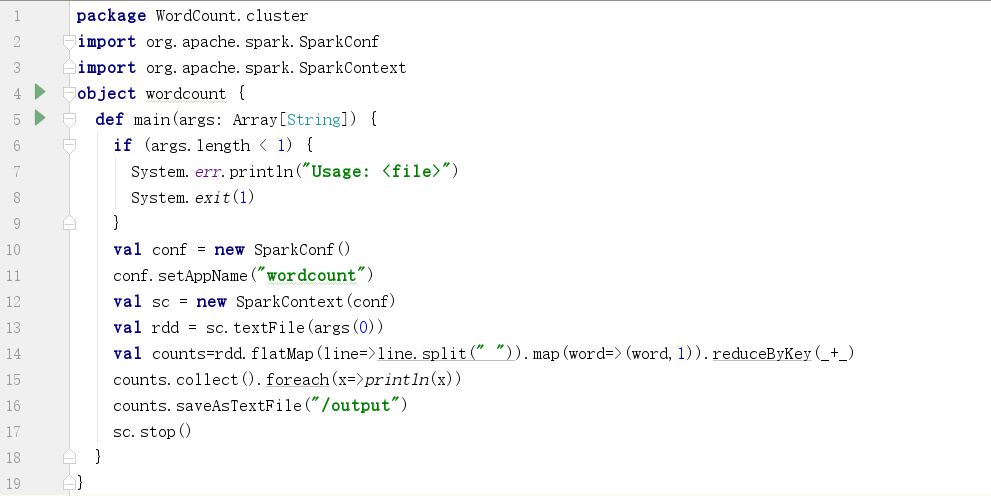 1 package WordCount.cluster
2 import org.apache.spark.SparkConf
3 import org.apache.spark.SparkContext
4 object wordcount {
5 def main(args: Array[String]) {
6 if (args.length < 1) {
7 System.err.println("Usage: <file>")
8 System.exit(1)
9 }
10 val conf = new SparkConf()
11 conf.setAppName("wordcount")
12 val sc = new SparkContext(conf)
13 val rdd = sc.textFile(args(0))
14 val counts=rdd.flatMap(line=>line.split(" ")).map(word=>(word,1)).reduceByKey(_+_)
15 counts.collect().foreach(x=>println(x))
16 counts.saveAsTextFile("/output")
17 sc.stop()
18 }
19 }